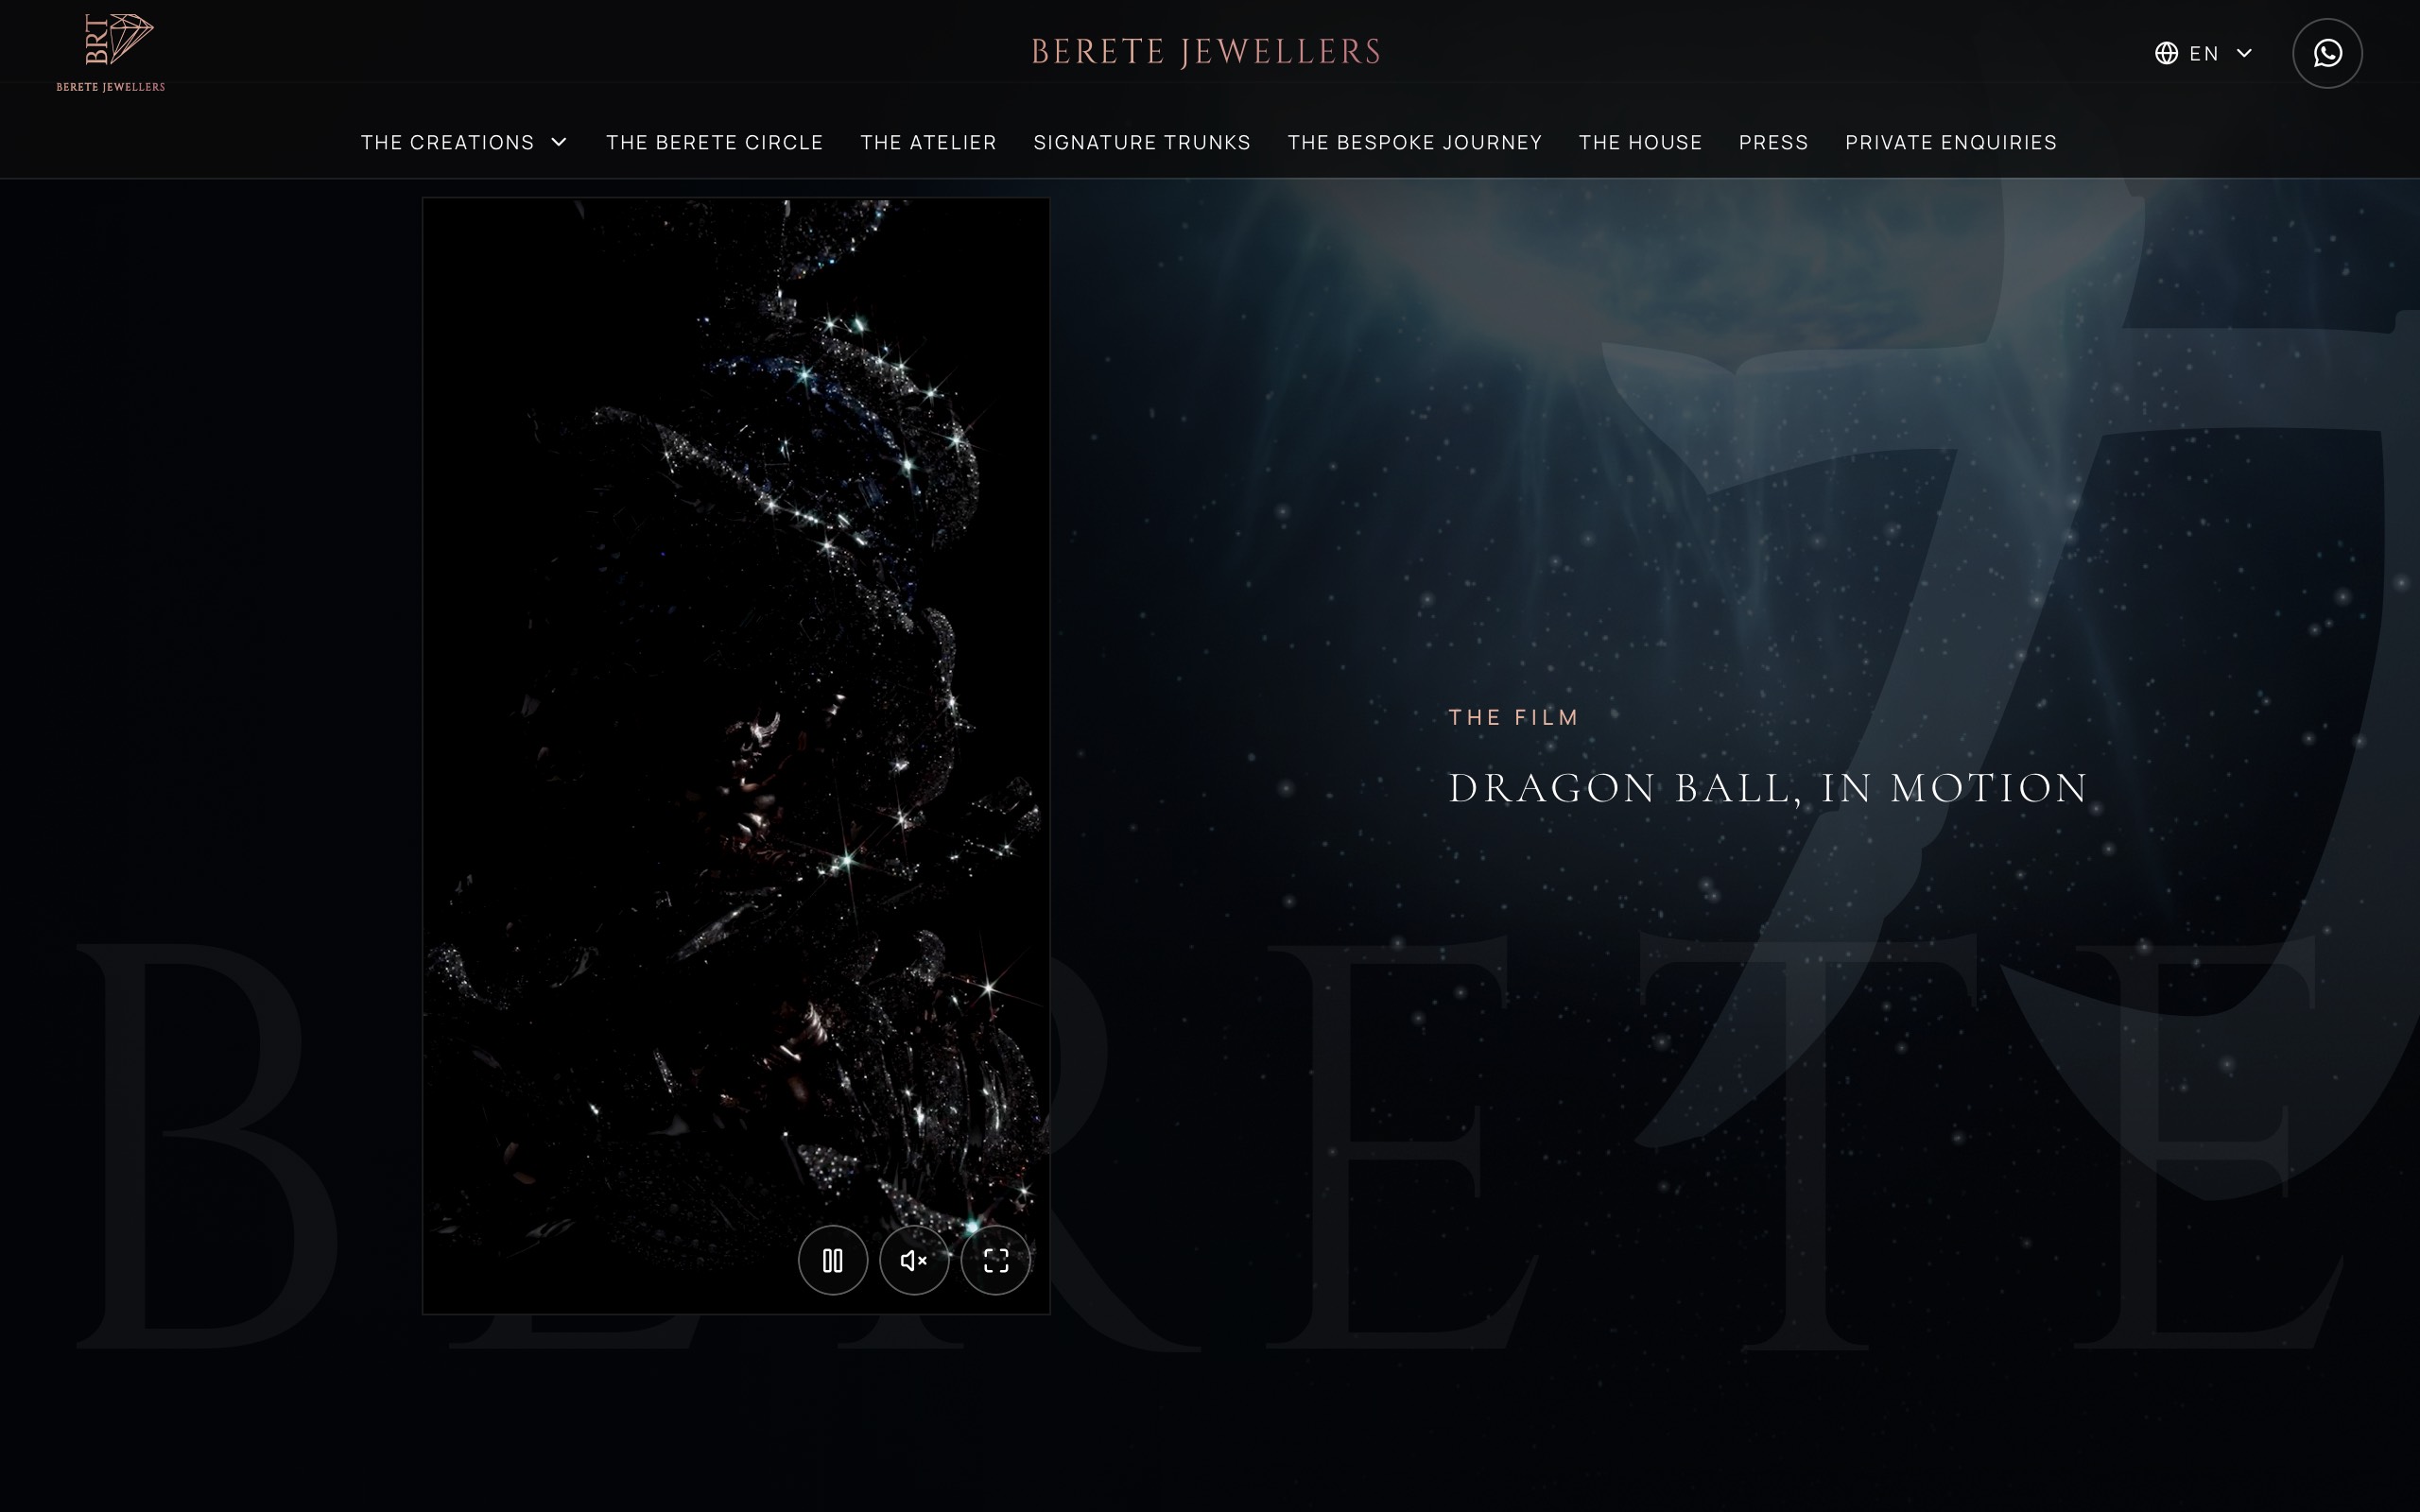 BRT
BERETE JEWELLERS
BERETE JEWELLERS
EN
THE CREATIONS
THE BERETE CIRCLE
THE ATELIER
SIGNATURE TRUNKS
THE BESPOKE JOURNEY
THE HOUSE
PRESS
PRIVATE ENQUIRIES
THE FILM
DRAGON BALL, IN MOTION
BERETE